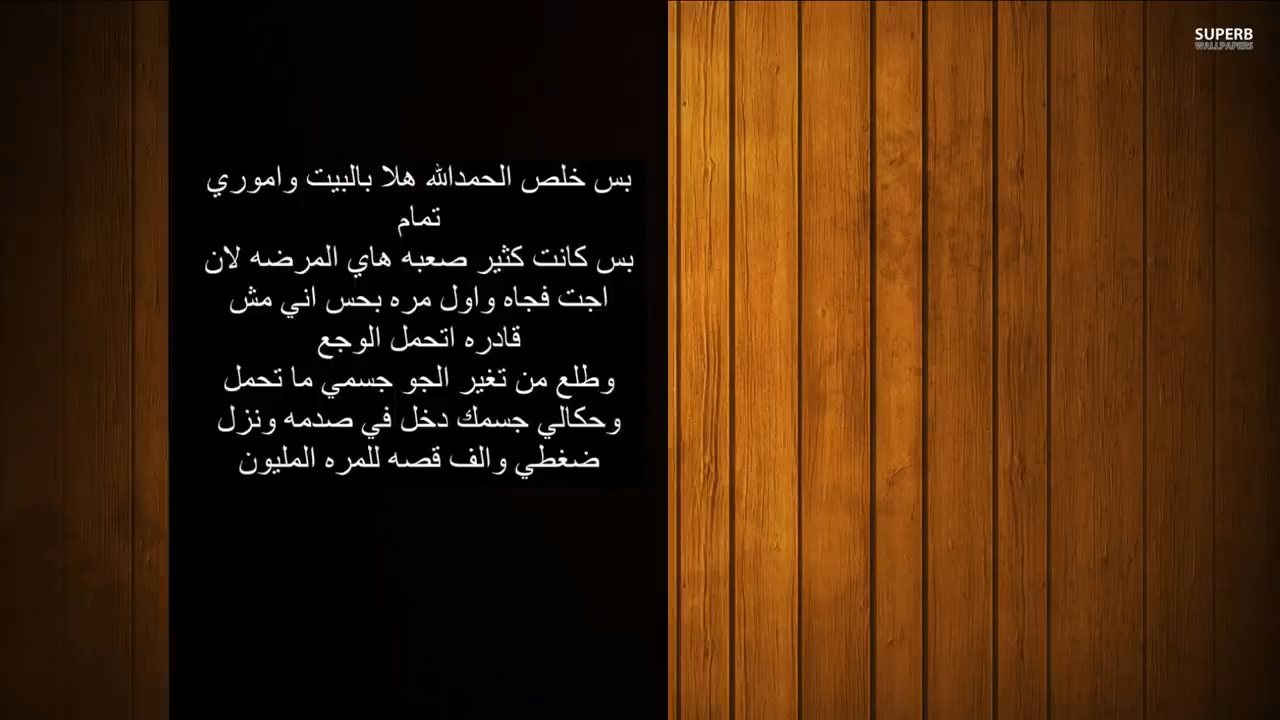 SUPERB
WALLPAPERS
بس خلص الحمدالله هلا بالبيت واموري
تمام
بس كانت كثير صعبه هاي المرضه لان
اجت فجاه واول مره بحس اني مش
قادره اتحمل الوجع
وطلع من تغير الجو جسمي ما تحمل
وحكالي جسمك دخل في صدمه ونزل
ضغطي والف قصه للمره المليون